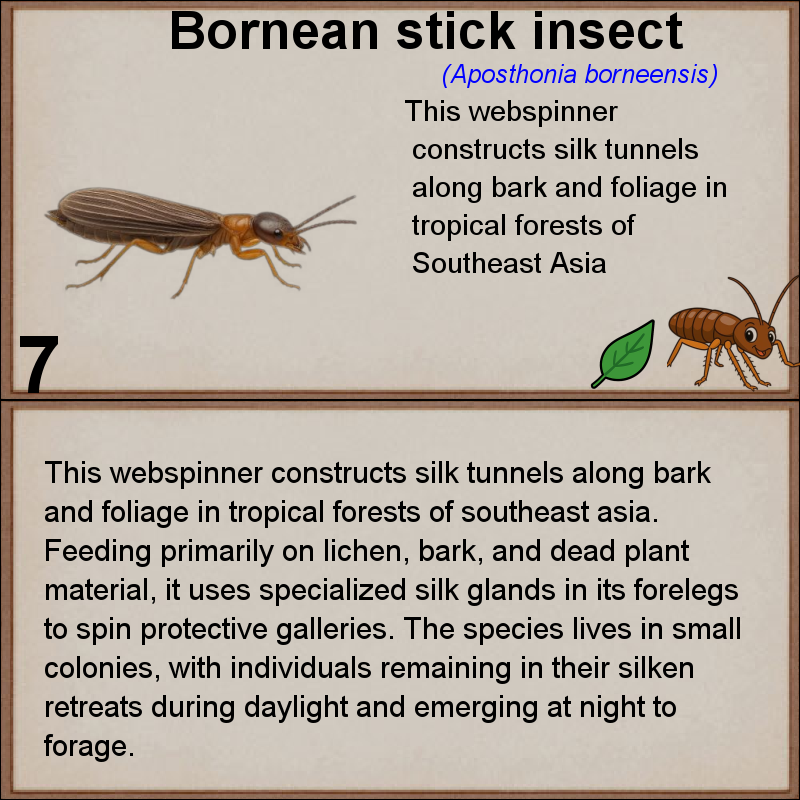 Bornean stick insect
(Aposthonia borneensis)
This webspinner
constructs silk tunnels
along bark and foliage in
tropical forests of
Southeast Asia
7
This webspinner constructs silk tunnels along bark
and foliage in tropical forests of southeast asia.
Feeding primarily on lichen, bark, and dead plant
material, it uses specialized silk glands in its forelegs
to spin protective galleries. The species lives in small
colonies, with individuals remaining in their silken
retreats during daylight and emerging at night to
forage.